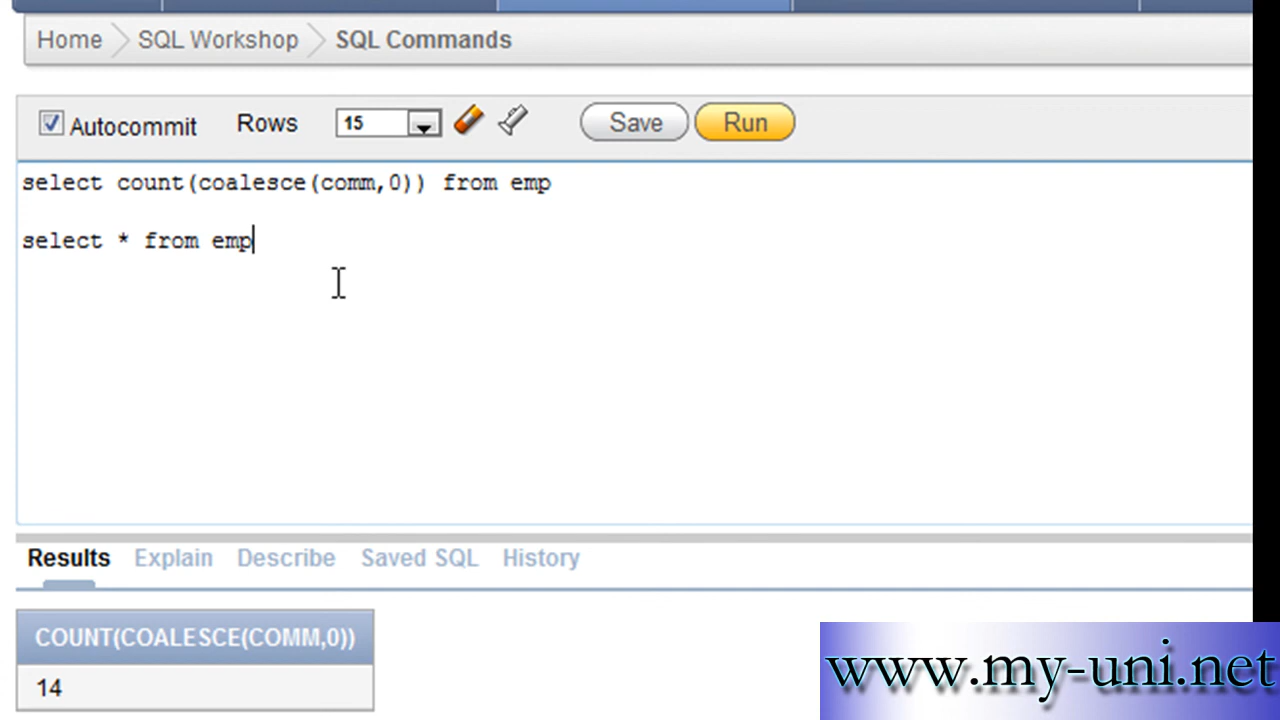 Home SQL Workshop SQL Commands
Autocommit Rows 15 Save Run
select count(coalesce(comm,0)) from emp
select * from emp
Results Explain Describe Saved SQL History
COUNT(COALESCE(COMM,0))
14
www.my-uni.net